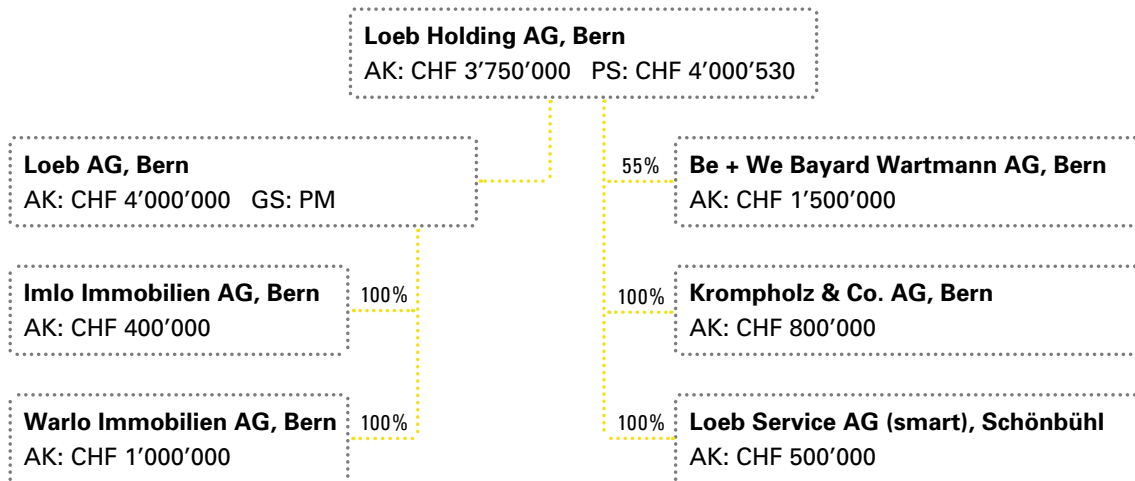 Loeb Holding AG, Bern
AK: CHF 3’750’000 PS: CHF 4’000’530
Loeb AG, Bern
AK: CHF 4’000’000 GS: PM
55%
Be + We Bayard Wartmann AG, Bern
AK: CHF 1’500’000
Imlo Immobilien AG, Bern
AK: CHF 400’000
100%
100%
Krompholz & Co. AG, Bern
AK: CHF 800’000
Warlo Immobilien AG, Bern
AK: CHF 1’000’000
100%
100%
Loeb Service AG (smart), Schönbühl
AK: CHF 500’000